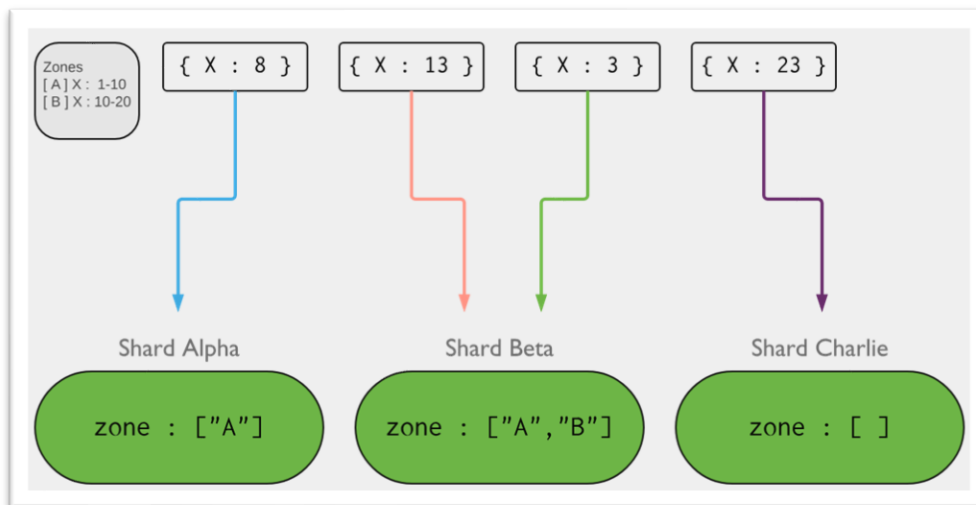 Zones
[ A ] X : 1-10
[ B ] X : 10-20
{ X : 8 }
{ X : 13 }
{ X : 3 }
{ X : 23 }
Shard Alpha
Shard Beta
Shard Charlie
zone : ["A"]
zone : ["A","B"]
zone : [ ]